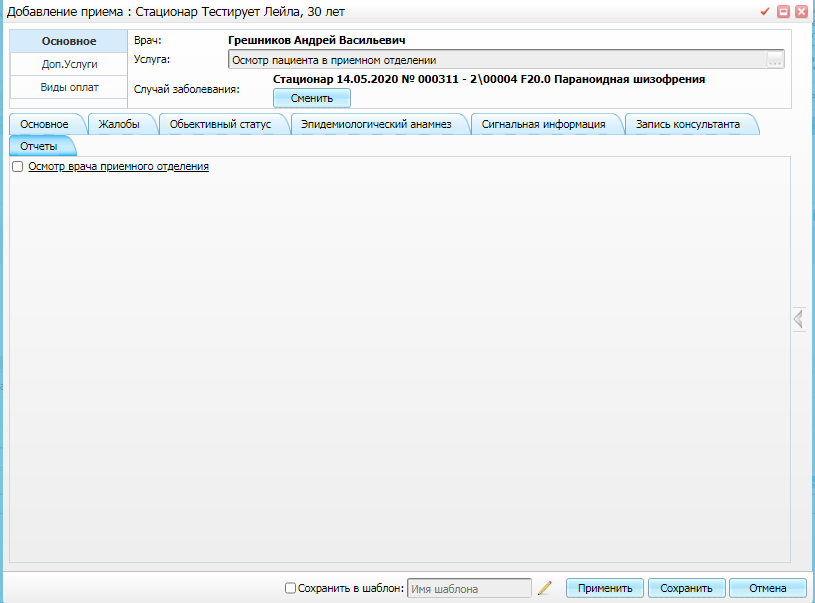 Добавление приема : Стационар Тестирует Лейла, 30 лет
Основное
Доп.Услуги
Виды оплат
Врач: Грешников Андрей Васильевич
Услуга: Осмотр пациента в приемном отделении ...
Случай заболевания: Стационар 14.05.2020 № 000311 - 2\00004 F20.0 Параноидная шизофрения
Сменить
Основное Жалобы Обьективный статус Эпидемиологический анамнез Сигнальная информация Запись консультанта
Отчеты
Осмотр врача приемного отделения
Сохранить в шаблон: Имя шаблона Применить Сохранить Отмена